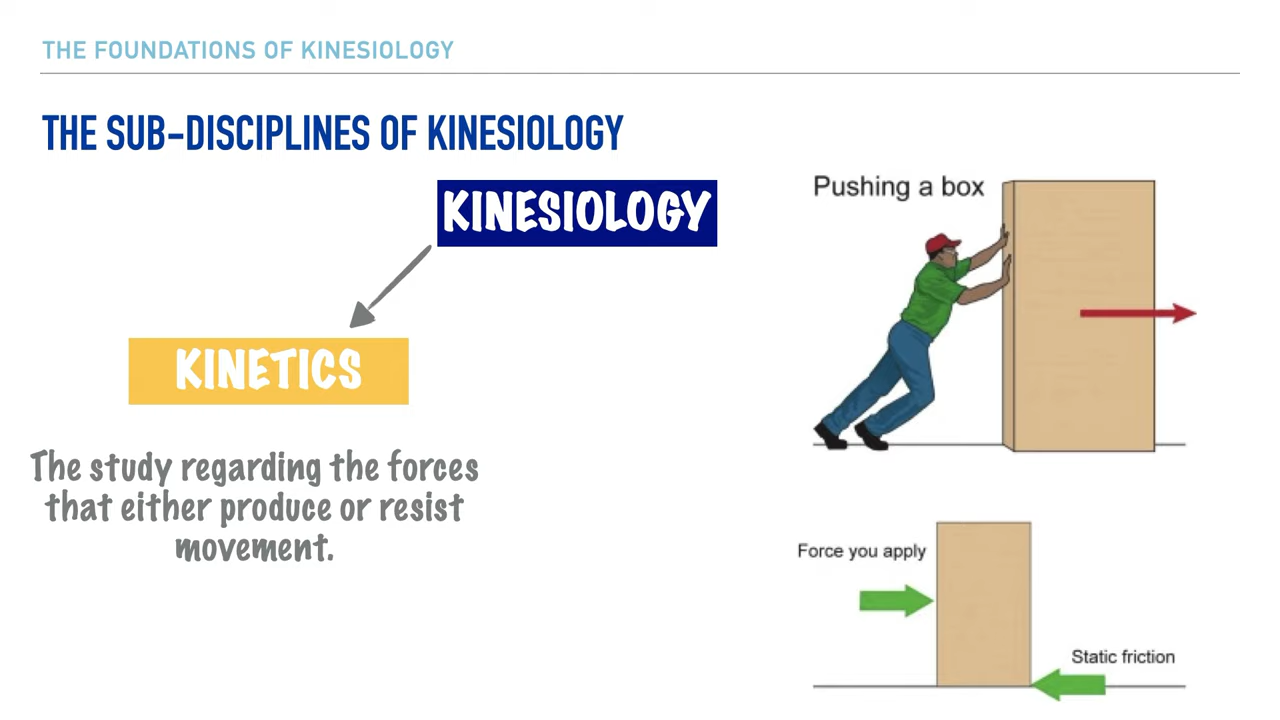 THE FOUNDATIONS OF KINESIOLOGY
THE SUB-DISCIPLINES OF KINESIOLOGY
KINESIOLOGY
KINETICS
The study regarding the forces
that either produce or resist
movement.
Pushing a box
Force you apply
Static friction